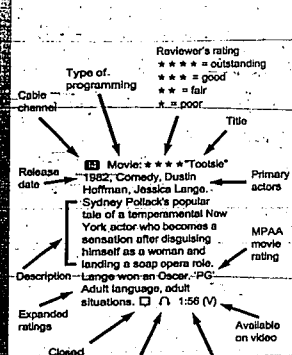 Reviewer's rating
★ ★ ★ ★ = outstanding
★ ★ ★ = good
★ ★ = fair
★ = poor
Type of
programming
Cable
channel
Title
Movie: ★ ★ ★ ★ "Tootsie"
1982, Comedy, Dustin
Hoffman, Jessica Lange.
Sydney Pollack's popular
tale of a temperamental New
York actor who becomes a
sensation after disguising
himself as a woman and
landing a soap opera role.
Lange won an Oscar. 'PG'
Adult language, adult
situations. 1:56 (V)
Release
date
Primary
actors
MPAA
movie
rating
Description
Expanded
ratings
Available
on video
Closed